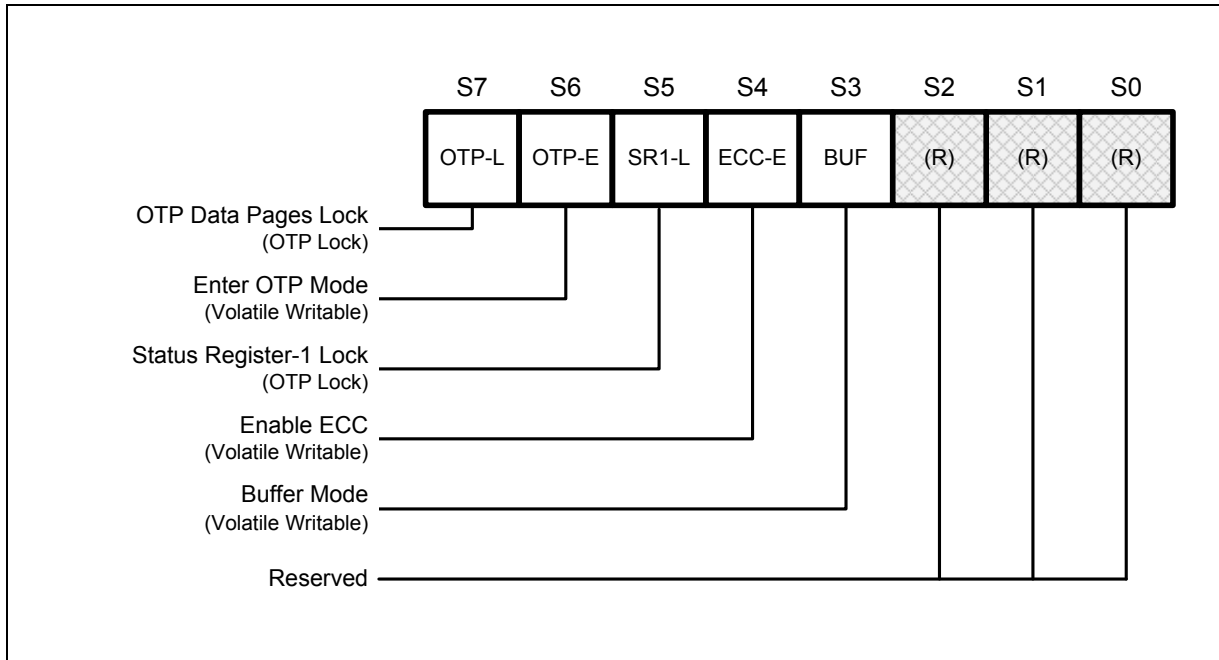 S7 S6 S5 S4 S3 S2 S1 S0
OTP-L OTP-E SR1-L ECC-E BUF (R) (R) (R)
OTP Data Pages Lock
(OTP Lock)
Enter OTP Mode
(Volatile Writable)
Status Register-1 Lock
(OTP Lock)
Enable ECC
(Volatile Writable)
Buffer Mode
(Volatile Writable)
Reserved